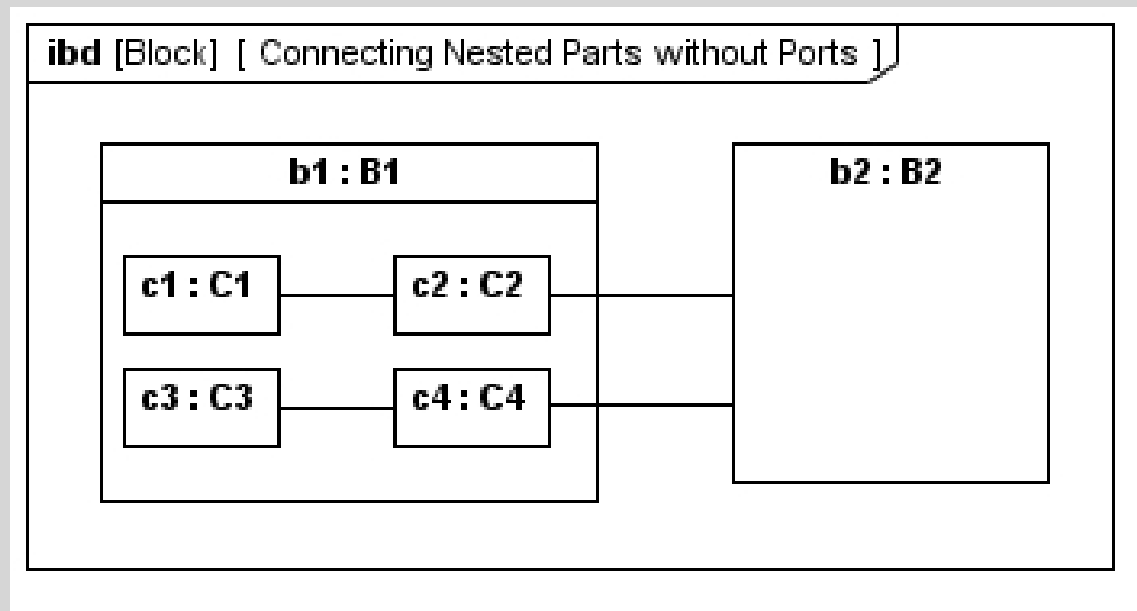 ibd [Block] [ Connecting Nested Parts without Ports ]
b1 : B1
b2 : B2
c1 : C1
c2 : C2
c3 : C3
c4 : C4